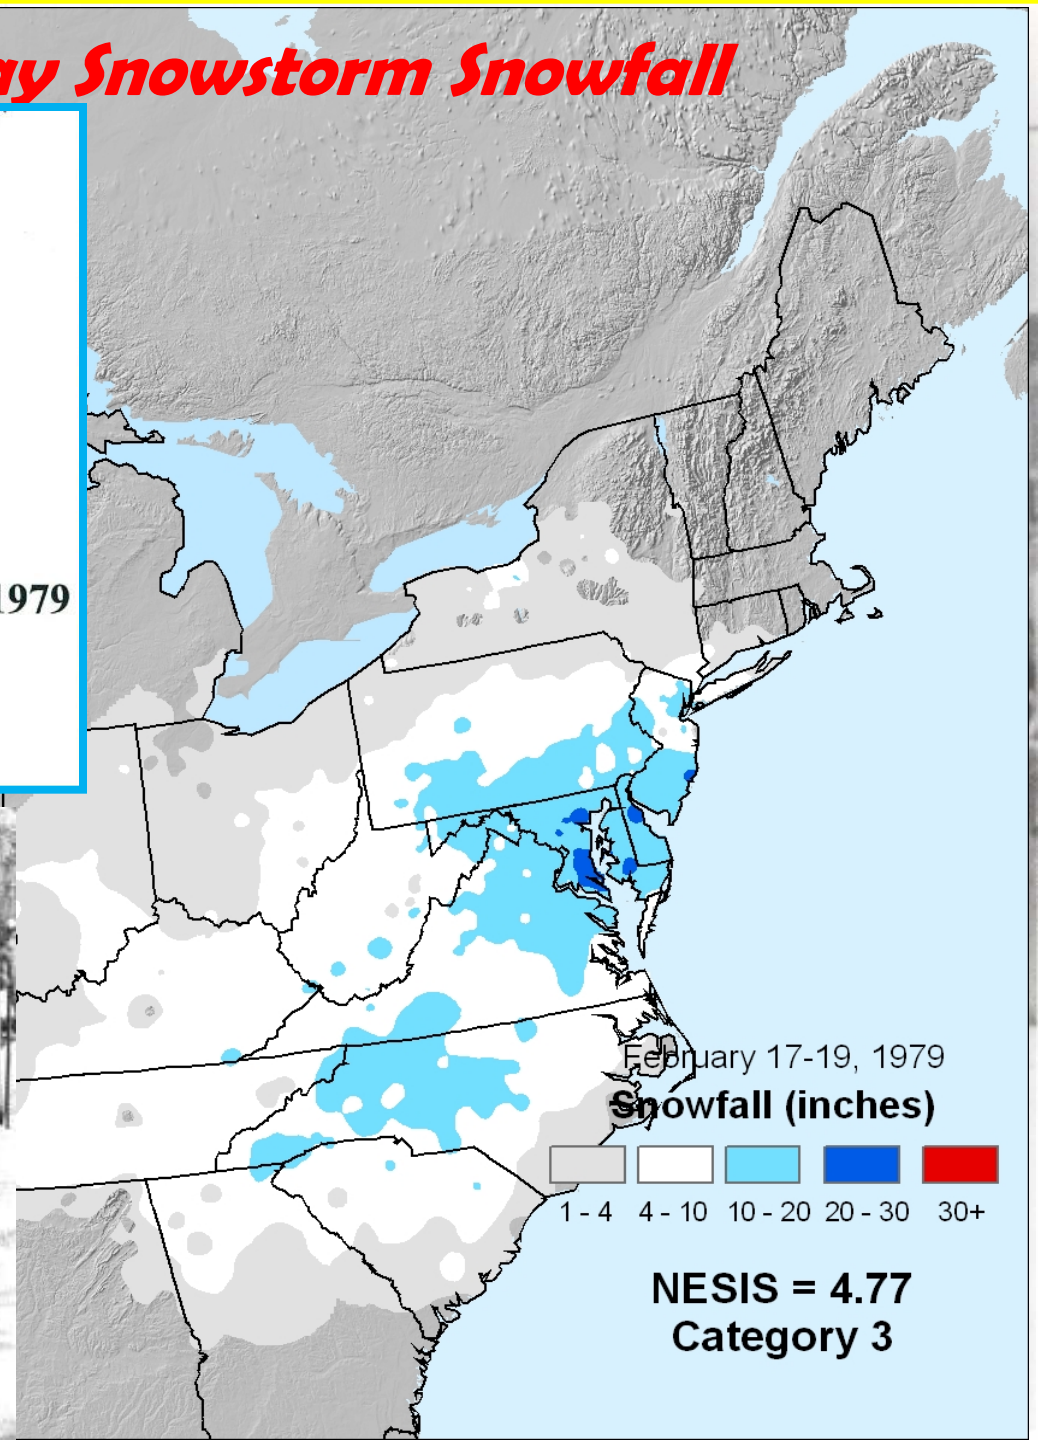 ay Snowstorm Snowfall
1979
February 17-19, 1979
Snowfall (inches)
1 - 4 4 - 10 10 - 20 20 - 30 30+
NESIS = 4.77
Category 3